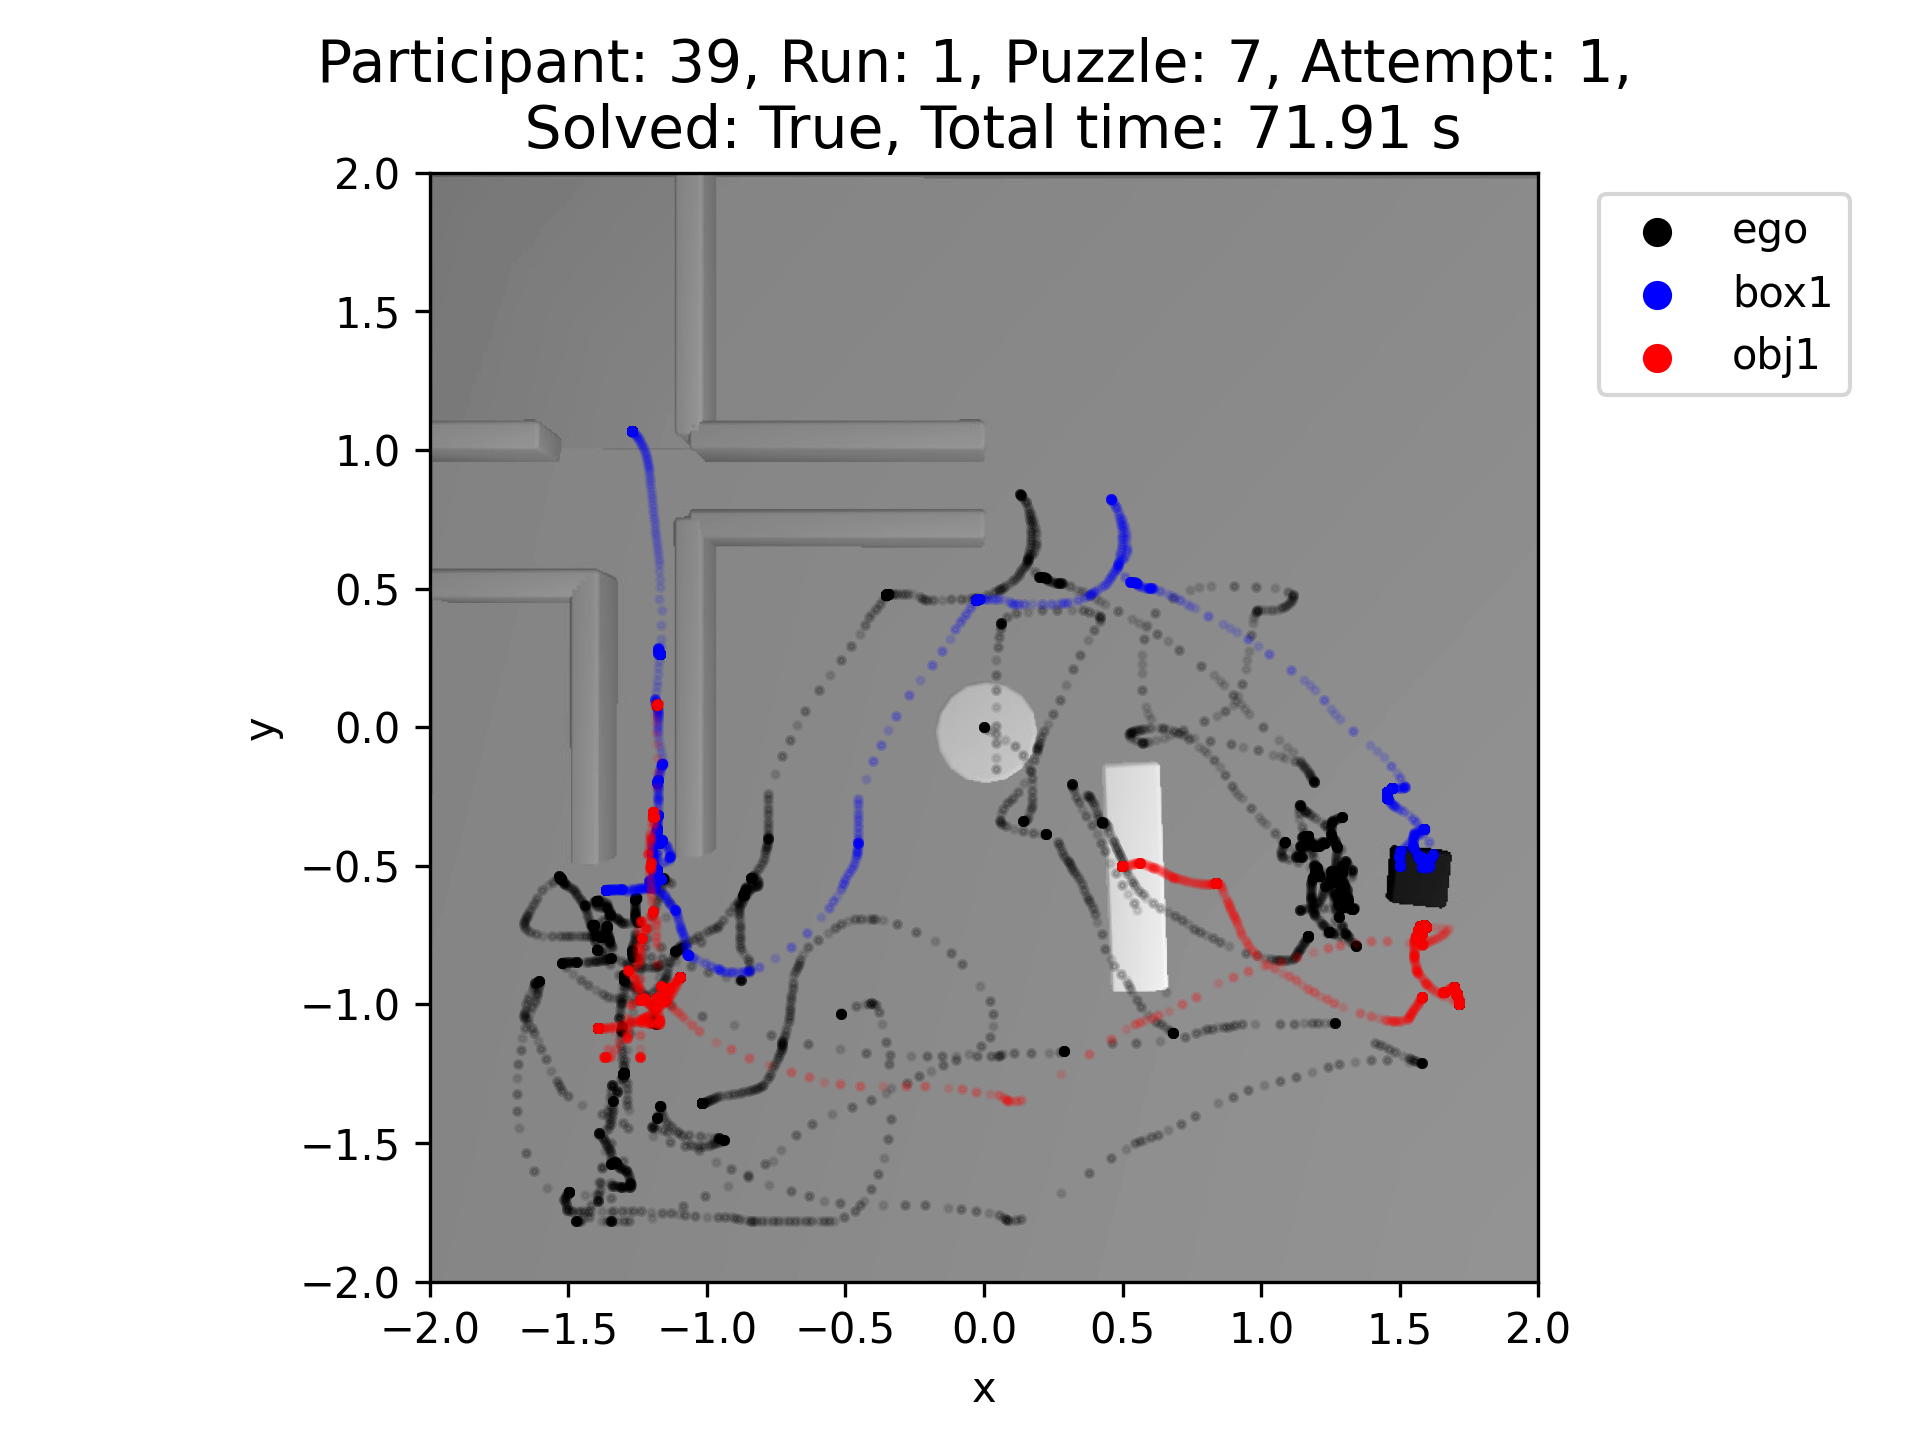 Participant: 39, Run: 1, Puzzle: 7, Attempt: 1,
Solved: True, Total time: 71.91 s
ego
box1
obj1
2.0
1.5
1.0
0.5
0.0
−0.5
−1.0
−1.5
−2.0
y
−2.0 −1.5 −1.0 −0.5 0.0 0.5 1.0 1.5 2.0
x